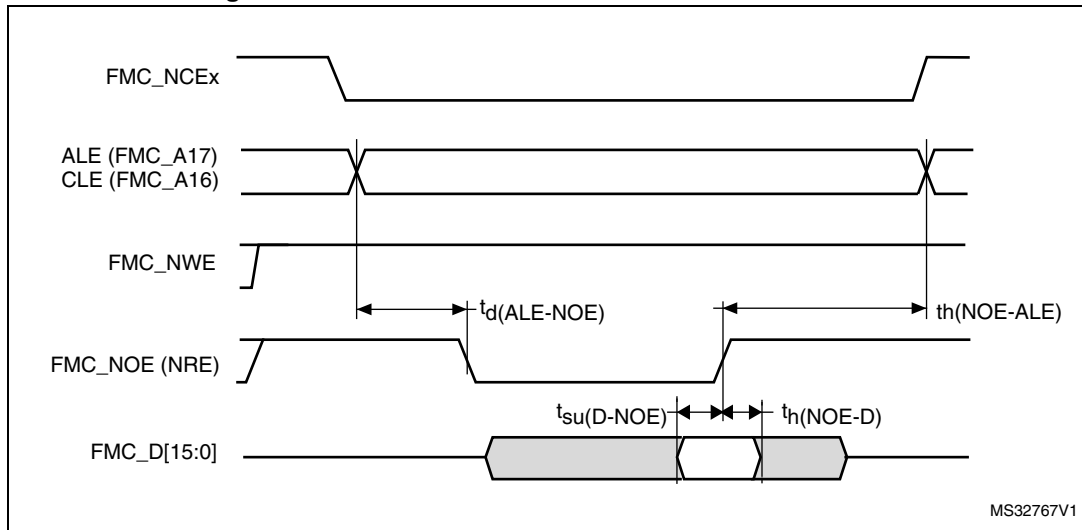 FMC_NCEx
ALE (FMC_A17)
CLE (FMC_A16)
FMC_NWE
td(ALE-NOE)
th(NOE-ALE)
FMC_NOE (NRE)
tsu(D-NOE)
th(NOE-D)
FMC_D[15:0]
MS32767V1